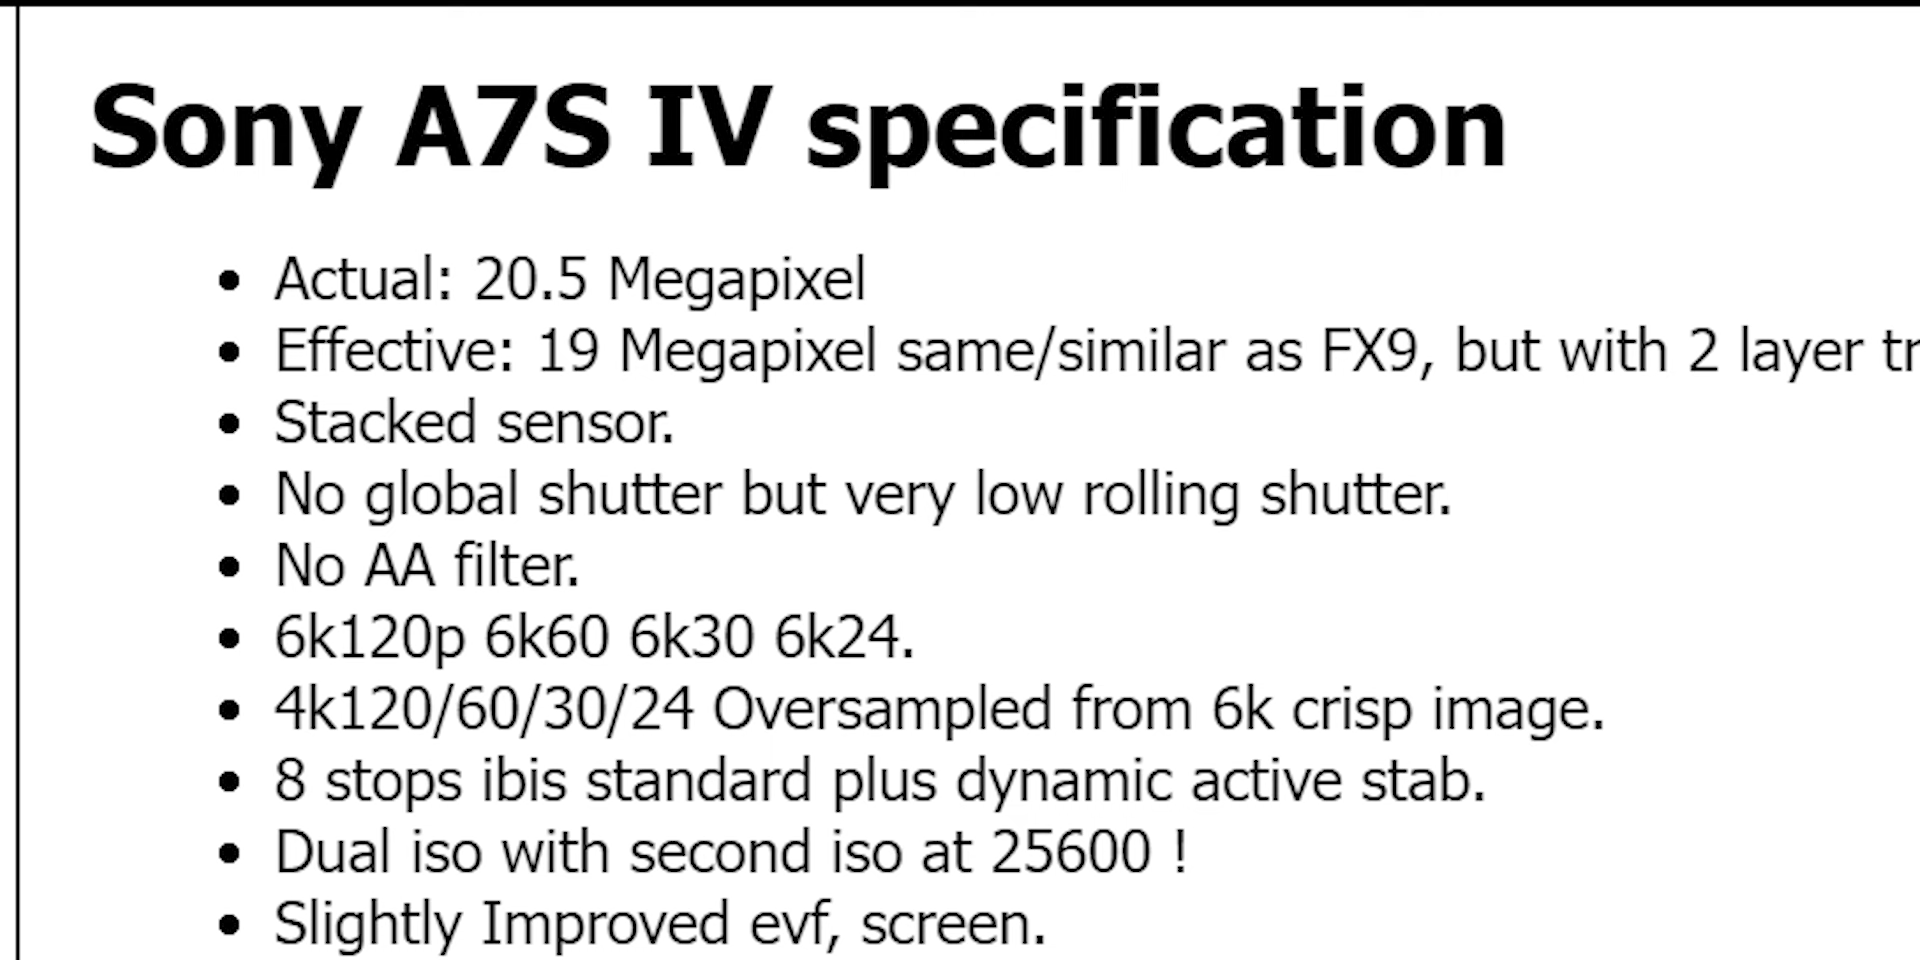 Sony A7S IV specification
Actual: 20.5 Megapixel
Effective: 19 Megapixel same/similar as FX9, but with 2 layer
Stacked sensor.
No global shutter but very low rolling shutter.
No AA filter.
6k120p 6k60 6k30 6k24.
4k120/60/30/24 Oversampled from 6k crisp image.
8 stops ibis standard plus dynamic active stab.
Dual iso with second iso at 25600 !
Slightly Improved evf, screen.